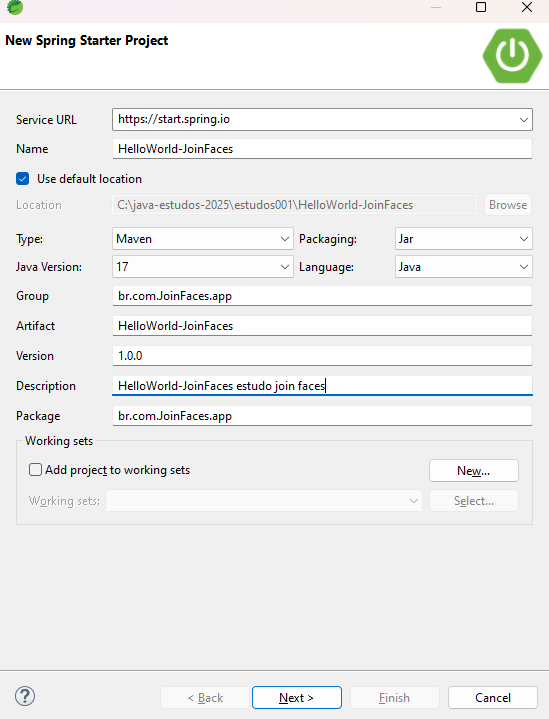 New Spring Starter Project
Service URL https://start.spring.io
Name HelloWorld-JoinFaces
Use default location
Location C:\java-estudos-2025\estudos001\HelloWorld-JoinFaces Browse
Type: Maven Packaging: Jar
Java Version: 17 Language: Java
Group br.com.JoinFaces.app
Artifact HelloWorld-JoinFaces
Version 1.0.0
Description HelloWorld-JoinFaces estudo join faces
Package br.com.JoinFaces.app
Working sets
Add project to working sets New...
Working sets: Select...
? < Back Next > Finish Cancel